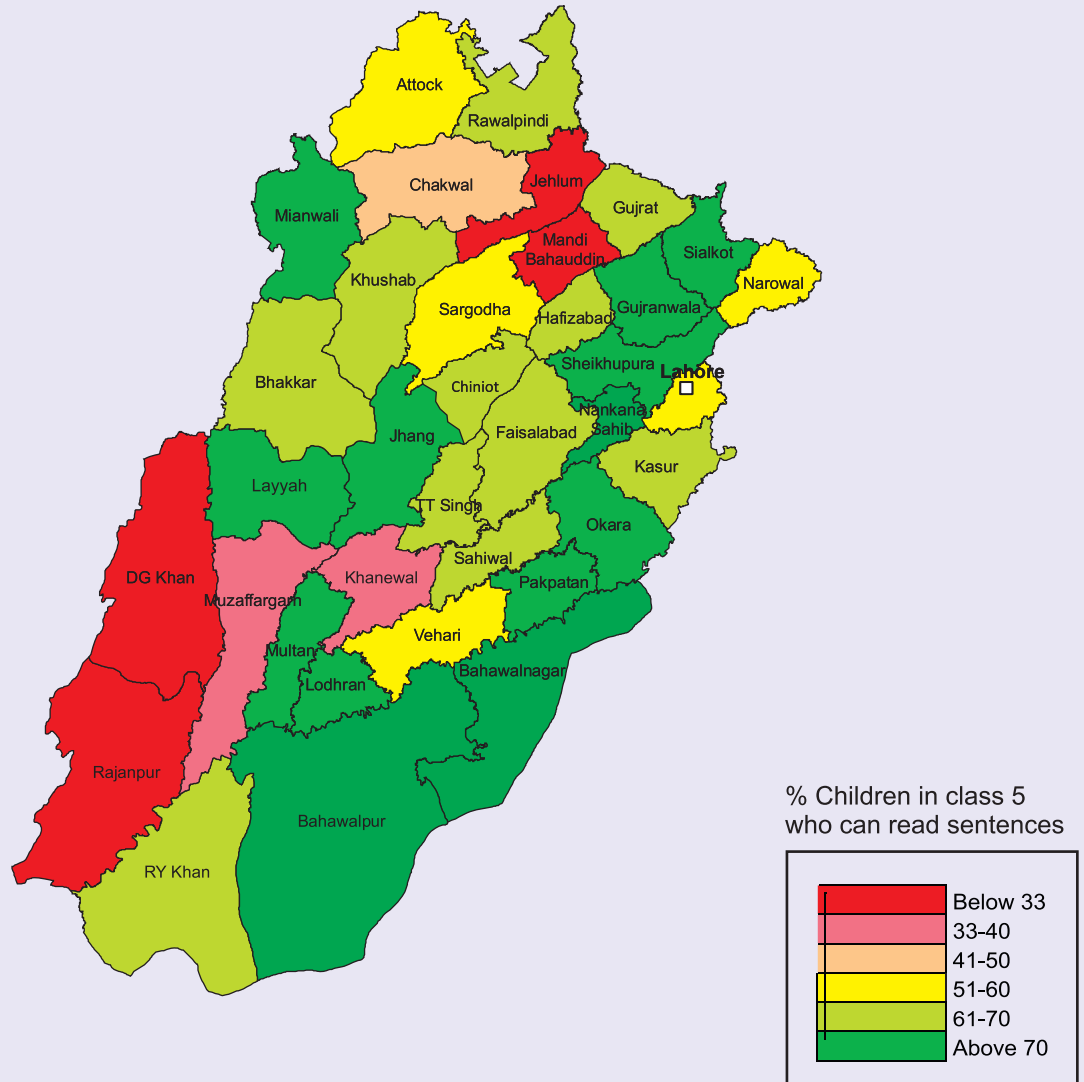 Attock
Rawalpindi
Chakwal
Jehlum
Mianwali
Gujrat
Mandi
Bahauddin
Sialkot
Khushab
Narowal
Sargodha
Gujranwala
Hafizabad
Sheikhupura
Lahore
Bhakkar
Chiniot
Nankana
Sahib
Jhang
Faisalabad
Kasur
Layyah
TT Singh
Okara
Sahiwal
DG Khan
Khanewal
Pakpatan
Muzaffargarh
Vehari
Multan
Bahawalnagar
Lodhran
Rajanpur
Bahawalpur
RY Khan
% Children in class 5
who can read sentences
Below 33
33-40
41-50
51-60
61-70
Above 70